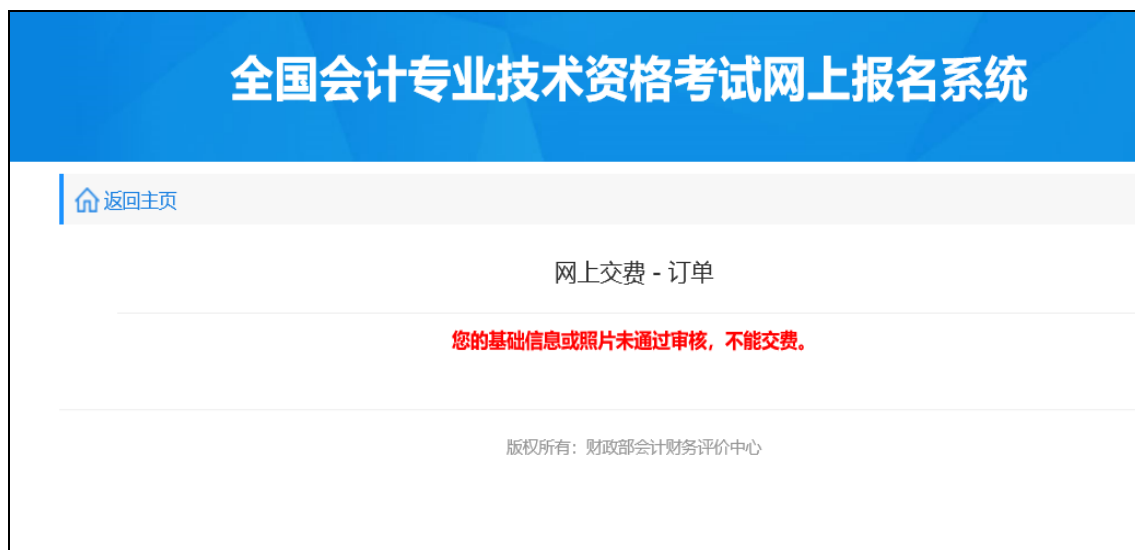 全国会计专业技术资格考试网上报名系统
返回主页
网上交费 - 订单
您的基础信息或照片未通过审核，不能交费。
版权所有：财政部会计财务评价中心